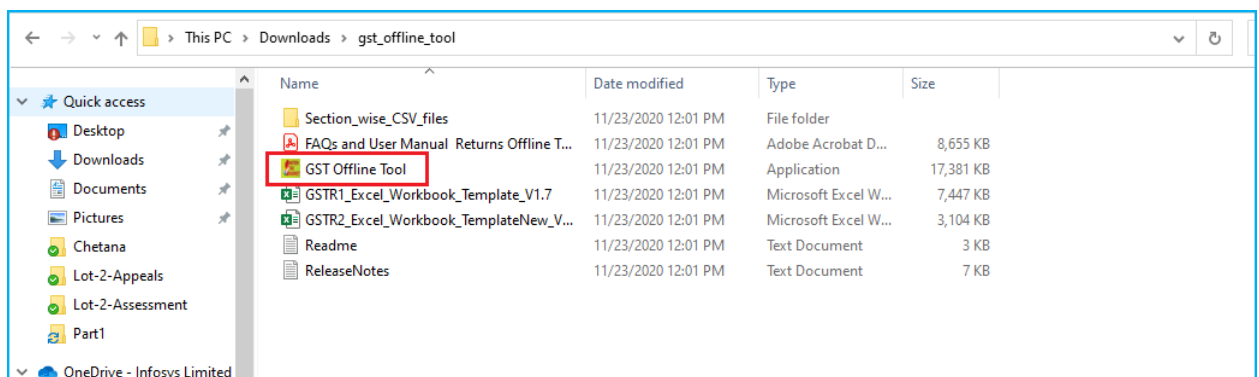 This PC > Downloads > gst_offline_tool
Name Date modified Type Size
Quick access
Desktop
Downloads
Documents
Pictures
Chetana
Lot-2-Appeals
Lot-2-Assessment
Part1
OneDrive - Infosys Limited
Section_wise_CSV_files 11/23/2020 12:01 PM File folder
FAQs and User Manual Returns Offline T... 11/23/2020 12:01 PM Adobe Acrobat D... 8,655 KB
GST Offline Tool 11/23/2020 12:01 PM Application 17,381 KB
GSTR1_Excel_Workbook_Template_V1.7 11/23/2020 12:01 PM Microsoft Excel W... 7,447 KB
GSTR2_Excel_Workbook_TemplateNew_V... 11/23/2020 12:01 PM Microsoft Excel W... 3,104 KB
Readme 11/23/2020 12:01 PM Text Document 3 KB
ReleaseNotes 11/23/2020 12:01 PM Text Document 7 KB